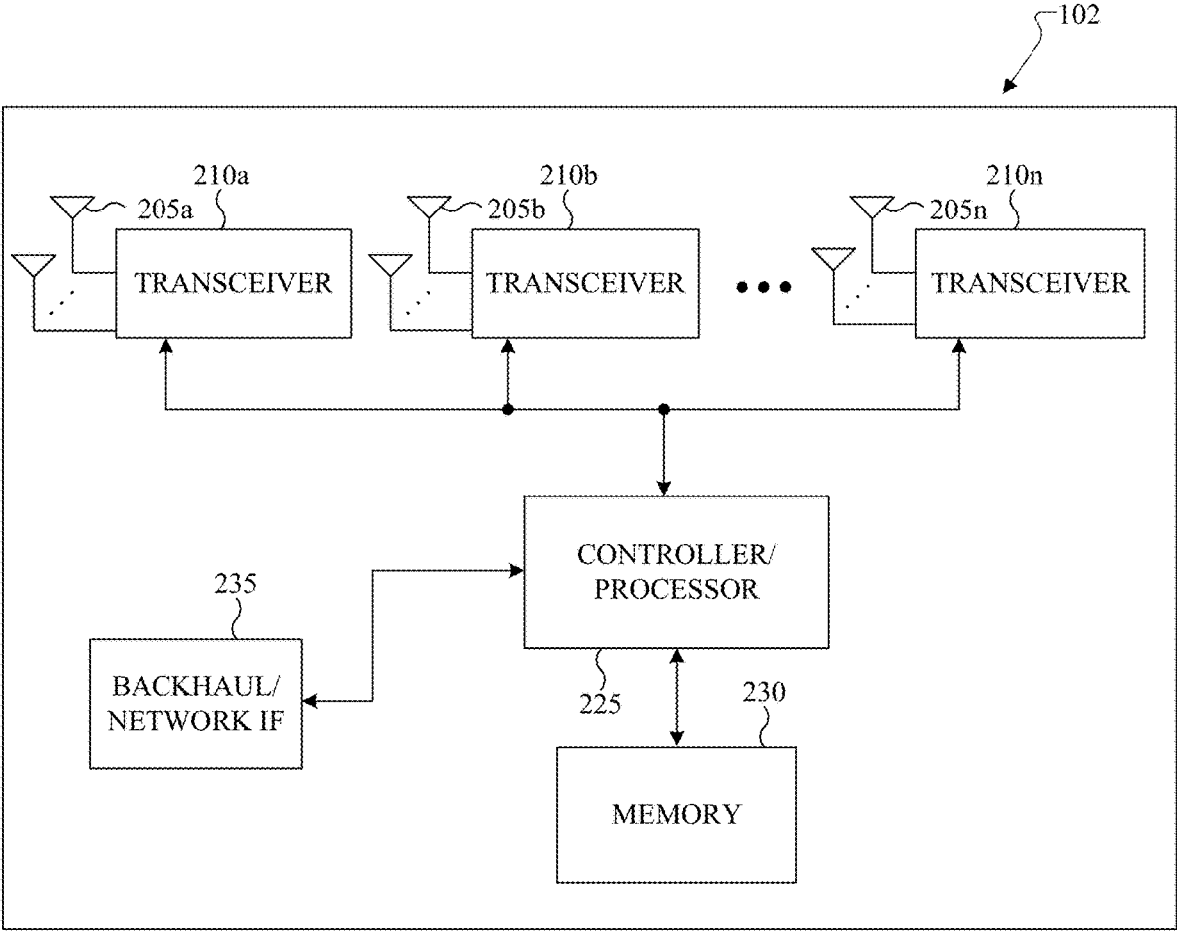 102
210a
210b
210n
205a
205b
205n
TRANSCEIVER
TRANSCEIVER
TRANSCEIVER
CONTROLLER/
PROCESSOR
235
BACKHAUL/
NETWORK IF
225
230
MEMORY